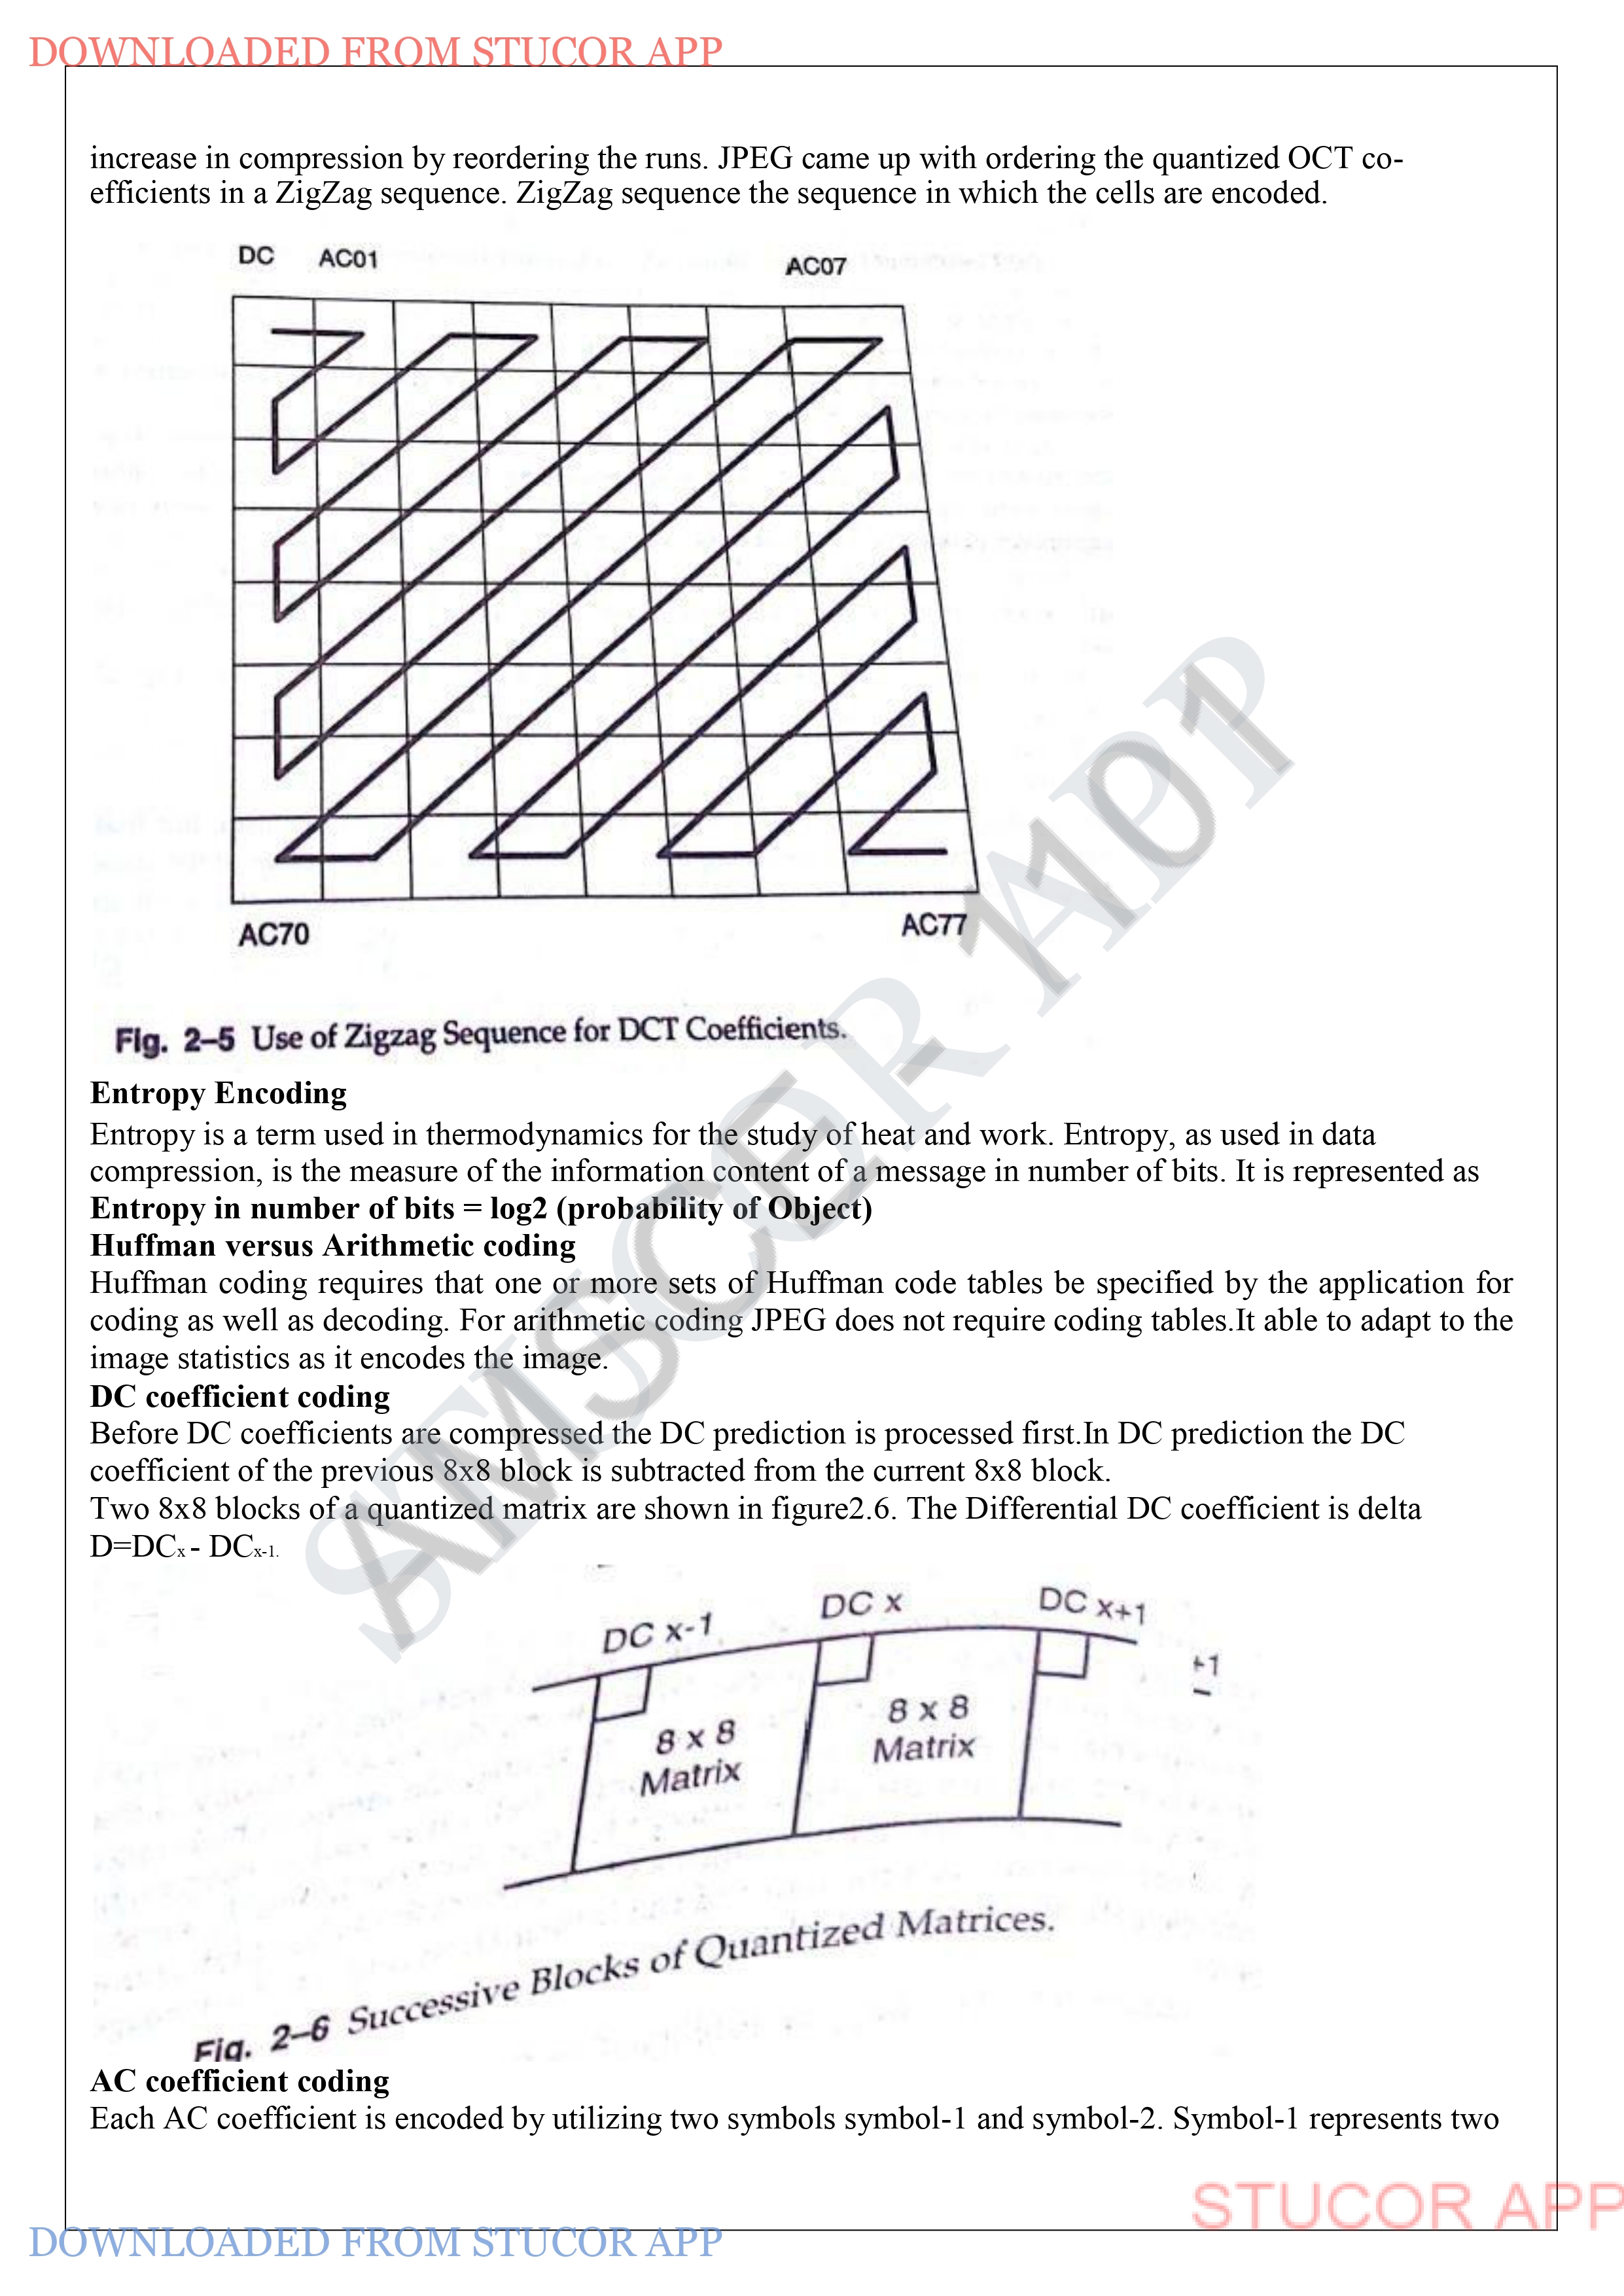 DOWNLOADED FROM STUCOR APP
increase in compression by reordering the runs. JPEG came up with ordering the quantized OCT co-
efficients in a ZigZag sequence. ZigZag sequence the sequence in which the cells are encoded.
DC AC01 AC07
AC70 AC77
Fig. 2–5 Use of Zigzag Sequence for DCT Coefficients.
Entropy Encoding
Entropy is a term used in thermodynamics for the study of heat and work. Entropy, as used in data
compression, is the measure of the information content of a message in number of bits. It is represented as
Entropy in number of bits = log2 (probability of Object)
Huffman versus Arithmetic coding
Huffman coding requires that one or more sets of Huffman code tables be specified by the application for
coding as well as decoding. For arithmetic coding JPEG does not require coding tables.It able to adapt to the
image statistics as it encodes the image.
DC coefficient coding
Before DC coefficients are compressed the DC prediction is processed first.In DC prediction the DC
coefficient of the previous 8x8 block is subtracted from the current 8x8 block.
Two 8x8 blocks of a quantized matrix are shown in figure2.6. The Differential DC coefficient is delta
D=DCx - DCx-1.
DC x-1 DC x DC x+1
+1
8 x 8
Matrix
8 x 8
Matrix
Fig. 2–6 Successive Blocks of Quantized Matrices.
AC coefficient coding
Each AC coefficient is encoded by utilizing two symbols symbol-1 and symbol-2. Symbol-1 represents two
STUCOR APP
AMSCE - 1101
STUCOR APP
DOWNLOADED FROM STUCOR APP